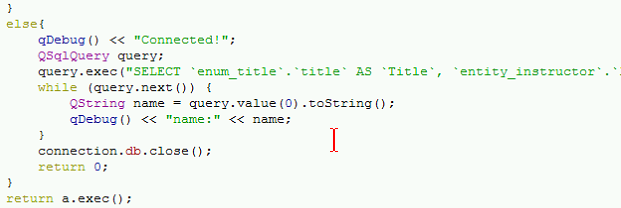 }
else{
    qDebug() << "Connected!";
    QSqlQuery query;
    query.exec("SELECT `enum_title`.`title` AS `Title`, `entity_instructor`.`
    while (query.next()) {
        QString name = query.value(0).toString();
        qDebug() << "name:" << name;
    }
    connection.db.close();
    return 0;
}
return a.exec();